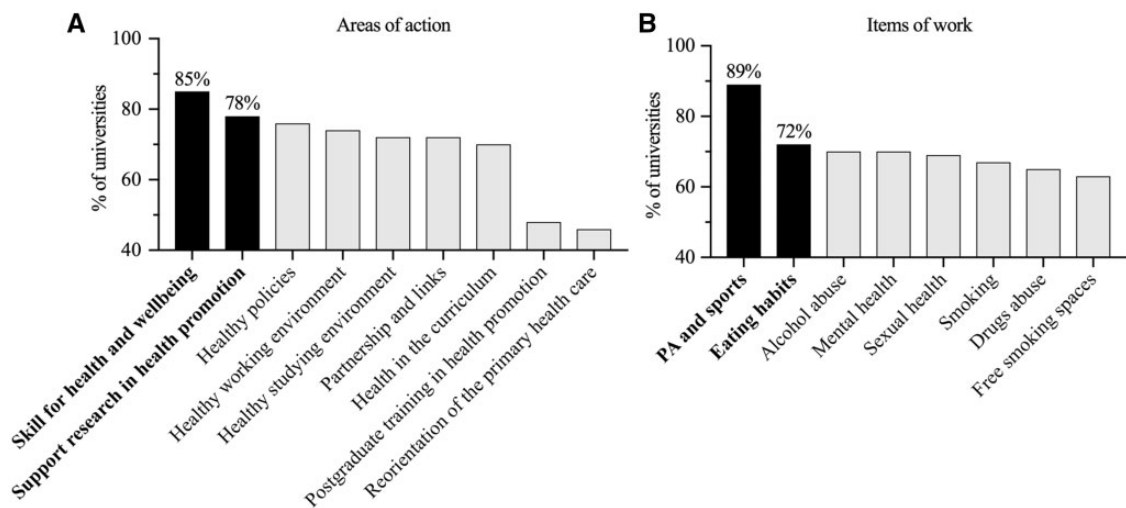 A
Areas of action
% of universities
100
80
60
40
85%
78%
Skill for health and wellbeing
Support research in health promotion
Healthy policies
Healthy working environment
Healthy studying environment
Partnership and links
Health in the curriculum
Postgraduate training in health promotion
Reorientation of the primary health care
B
Items of work
% of universities
100
80
60
40
89%
72%
PA and sports
Eating habits
Alcohol abuse
Mental health
Sexual health
Smoking
Drugs abuse
Free smoking spaces